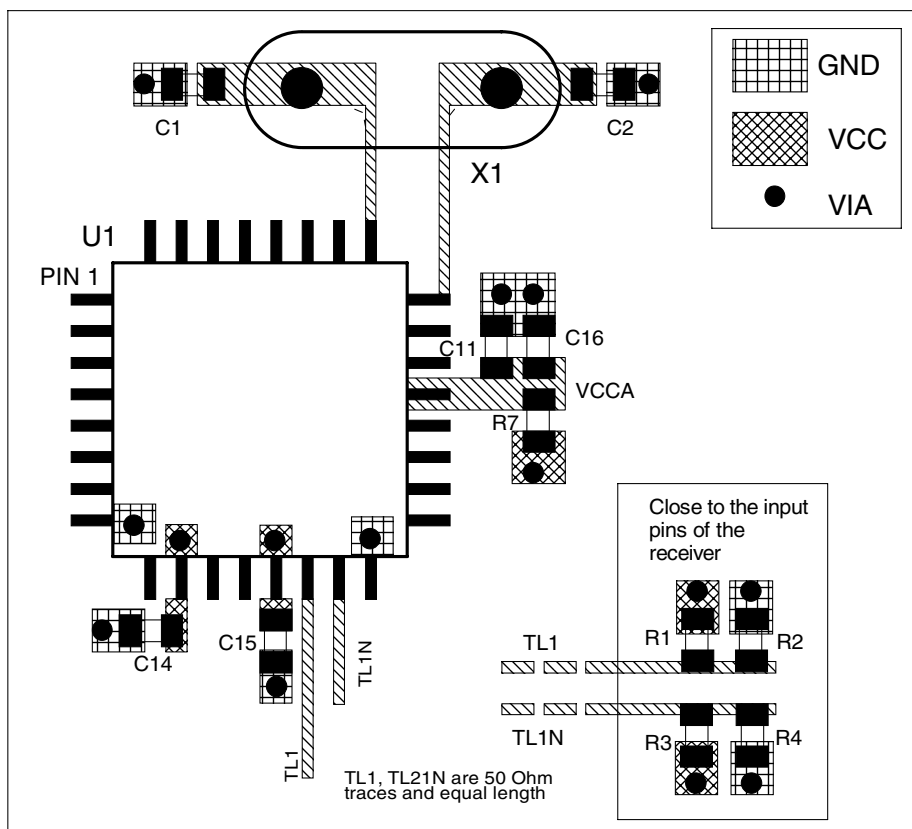 GND
VCC
VIA
C1
C2
X1
U1
PIN 1
C16
C11
VCCA
R7
Close to the input
pins of the
receiver
R1
R2
TL1
C14
C15
TL1N
TL1
TL1N
R3
R4
TL1, TL21N are 50 Ohm
traces and equal length